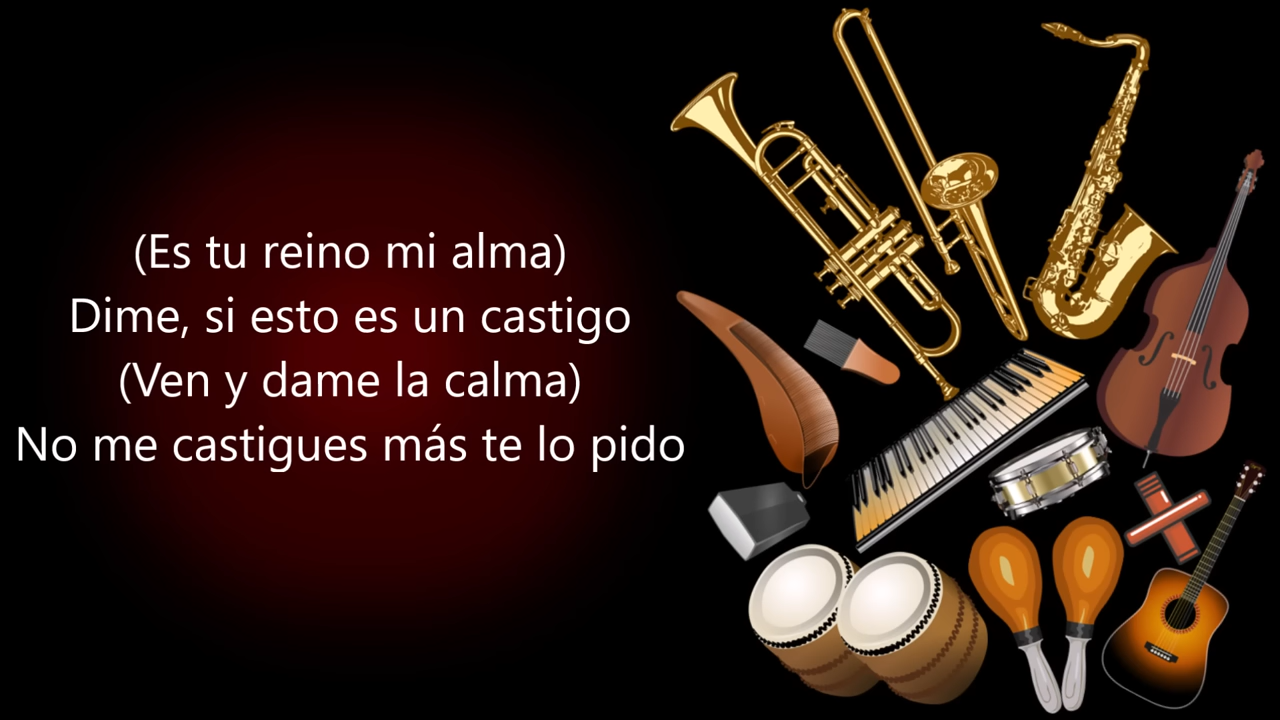 (Es tu reino mi alma)
Dime, si esto es un castigo
(Ven y dame la calma)
No me castigues más te lo pido